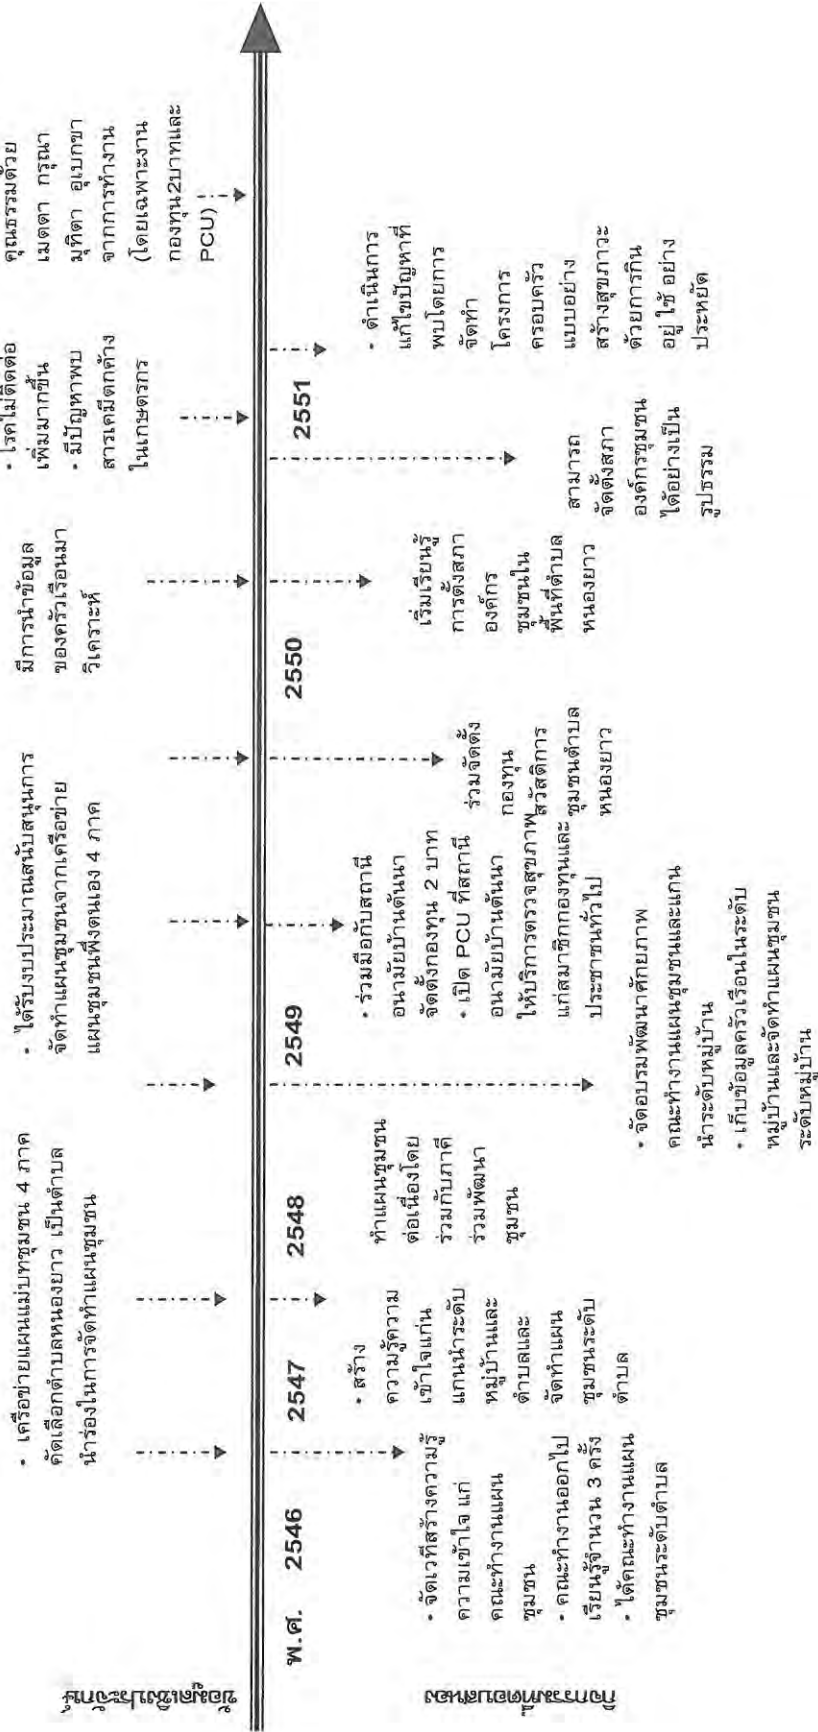 ข้อมูลเชิงประจักษ์
• เครือข่ายแผนแม่บทชุมชน 4 ภาค
คัดเลือกตำบลหนองยาว เป็นตำบล
นำร่องในการจัดทำแผนชุมชน
• ได้รับงบประมาณสนับสนุนการ
จัดทำแผนชุมชนจากเครือข่าย
แผนชุมชนพึ่งตนเอง 4 ภาค
มีการนำข้อมูล
ของครัวเรือนมา
วิเคราะห์
• โรคไม่ติดต่อ
เพิ่มมากขึ้น
• มีปัญหาพบ
สารเคมีตกค้าง
ในเกษตรกร
คุณธรรมด้วย
เมตตา กรุณา
มุทิตา อุเบกขา
จากการทำงาน
(โดยเฉพาะงาน
กองทุน2บาทและ
PCU)
พ.ศ. 2546 2547 2548 2549 2550 2551
กิจกรรมที่ตอบสนอง
• จัดเวทีสร้างความรู้
ความเข้าใจ แก่
คณะทำงานแผน
ชุมชน
• คณะทำงานออกไป
เรียนรู้จำนวน 3 ครั้ง
• ได้คณะทำงานแผน
ชุมชนระดับตำบล
• สร้าง
ความรู้ความ
เข้าใจแก่น
แกนนำระดับ
หมู่บ้านและ
ตำบลและ
จัดทำแผน
ชุมชนระดับ
ตำบล
ทำแผนชุมชน
ต่อเนื่องโดย
ร่วมกับภาคี
ร่วมพัฒนา
ชุมชน
• จัดอบรมพัฒนาศักยภาพ
คณะทำงานแผนชุมชนและแกน
นำระดับหมู่บ้าน
• เก็บข้อมูลครัวเรือนในระดับ
หมู่บ้านและจัดทำแผนชุมชน
ระดับหมู่บ้าน
• ร่วมมือกับสถานี
อนามัยบ้านต้นนา
จัดตั้งกองทุน 2 บาท
• เปิด PCU ที่สถานี
อนามัยบ้านต้นนา
ให้บริการตรวจสุขภาพ
แก่สมาชิกกองทุนและ
ประชาชนทั่วไป
ร่วมจัดตั้ง
กองทุน
สวัสดิการ
ชุมชนตำบล
หนองยาว
เริ่มเรียนรู้
การตั้งสภา
องค์กร
ชุมชนใน
พื้นที่ตำบล
หนองยาว
สามารถ
จัดตั้งสภา
องค์กรชุมชน
ได้อย่างเป็น
รูปธรรม
• ดำเนินการ
แก้ไขปัญหาที่
พบโดยการ
จัดทำ
โครงการ
ครอบครัว
แบบอย่าง
สร้างสุขภาวะ
ด้วยการกิน
อยู่ ใช้ อย่าง
ประหยัด